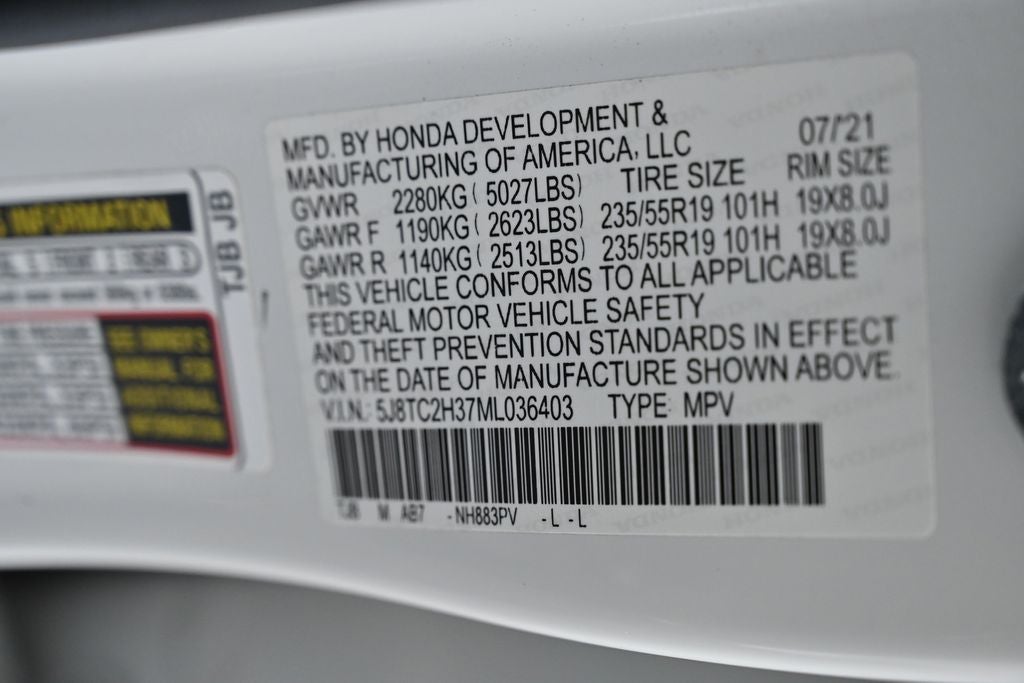 MFD. BY HONDA DEVELOPMENT &
MANUFACTURING OF AMERICA, LLC 07/'21
GVWR 2280KG ( 5027LBS) TIRE SIZE RIM SIZE
GAWR F 1190KG ( 2623LBS) 235/55R19 101H 19X8.0J
GAWR R 1140KG ( 2513LBS) 235/55R19 101H 19X8.0J
THIS VEHICLE CONFORMS TO ALL APPLICABLE
FEDERAL MOTOR VEHICLE SAFETY
AND THEFT PREVENTION STANDARDS IN EFFECT
ON THE DATE OF MANUFACTURE SHOWN ABOVE.
V.I.N.: 5J8TC2H37ML036403 TYPE: MPV
TJB M AB7 -NH883PV -L -L
INFORMATION
TJB JB
SEE OWNER'S
MANUAL FOR
ADDITIONAL
INFORMATION